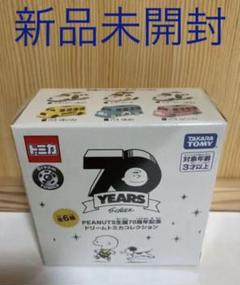 新品未開封
トミカ
TAKARA
TOMY
対象年齢
3才以上
70
YEARS
全6種
PEANUTS生誕70周年記念
ドリームトミカコレクション